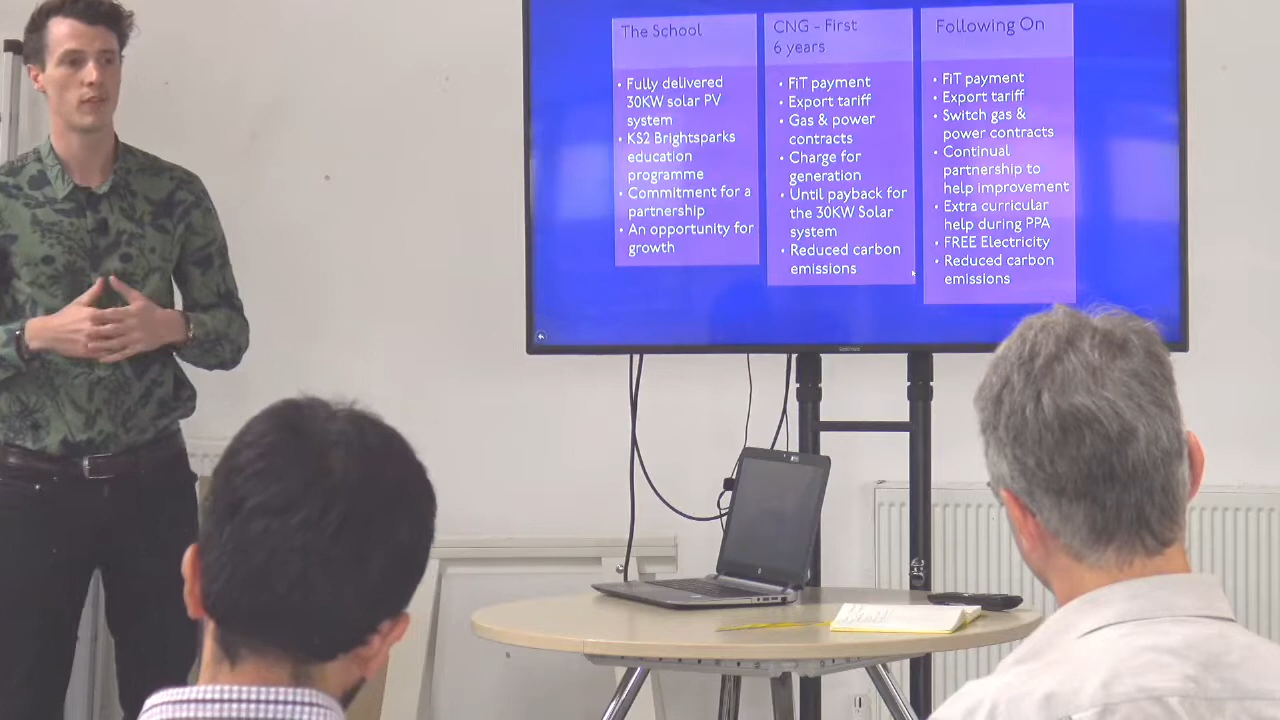 The School
• Fully delivered
30KW solar PV
system
• KS2 Brightsparks
education
programme
• Commitment for a
partnership
• An opportunity for
growth
CNG - First
6 years
• FiT payment
• Export tariff
• Gas & power
contracts
• Charge for
generation
• Until payback for
the 30KW Solar
system
• Reduced carbon
emissions
Following On
• FiT payment
• Export tariff
• Switch gas &
power contracts
• Continual
partnership to
help improvement
• Extra curricular
help during PPA
• FREE Electricity
• Reduced carbon
emissions